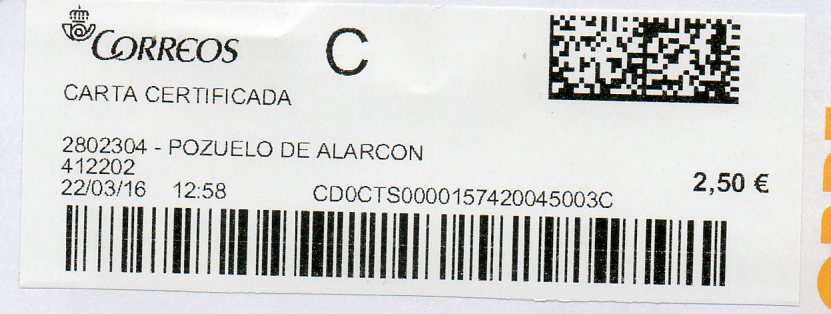 CORREOS
C
CARTA CERTIFICADA
2802304 - POZUELO DE ALARCON
412202
22/03/16 12:58 CD0CTS0000157420045003C 2,50 €